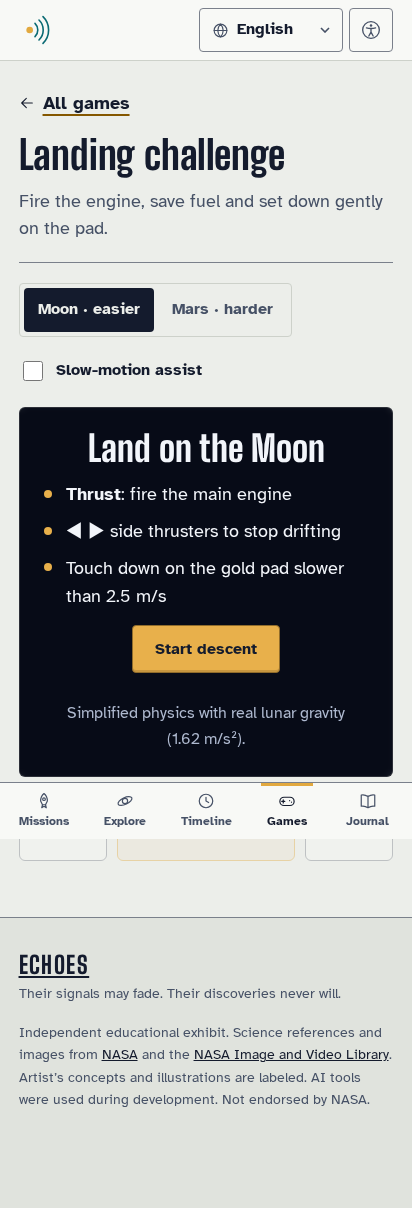 English
All games
Landing challenge
Fire the engine, save fuel and set down gently
on the pad.
Moon · easier
Mars · harder
Slow-motion assist
Land on the Moon
Thrust: fire the main engine
◀ ▶ side thrusters to stop drifting
Touch down on the gold pad slower
than 2.5 m/s
Start descent
Simplified physics with real lunar gravity
(1.62 m/s²).
Missions
Explore
Timeline
Games
Journal
ECHOES
Their signals may fade. Their discoveries never will.
Independent educational exhibit. Science references and
images from NASA and the NASA Image and Video Library.
Artist’s concepts and illustrations are labeled. AI tools
were used during development. Not endorsed by NASA.